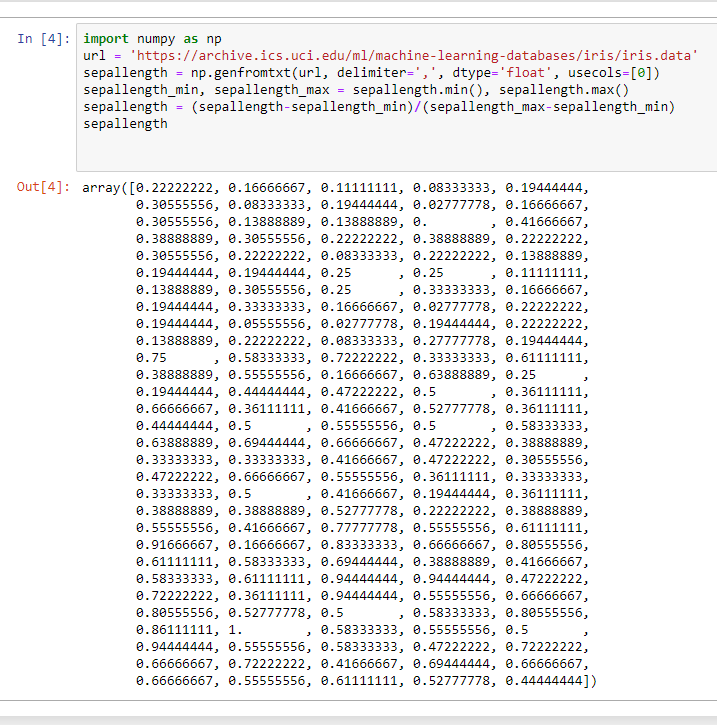 In [4]: import numpy as np
url = 'https://archive.ics.uci.edu/ml/machine-learning-databases/iris/iris.data'
sepallength = np.genfromtxt(url, delimiter=',', dtype='float', usecols=[0])
sepallength_min, sepallength_max = sepallength.min(), sepallength.max()
sepallength = (sepallength-sepallength_min)/(sepallength_max-sepallength_min)
sepallength
Out[4]: array([0.22222222, 0.16666667, 0.11111111, 0.08333333, 0.19444444,
0.30555556, 0.08333333, 0.19444444, 0.02777778, 0.16666667,
0.30555556, 0.13888889, 0.13888889, 0.        , 0.41666667,
0.38888889, 0.30555556, 0.22222222, 0.38888889, 0.22222222,
0.30555556, 0.22222222, 0.08333333, 0.22222222, 0.13888889,
0.19444444, 0.19444444, 0.25      , 0.25      , 0.11111111,
0.13888889, 0.30555556, 0.25      , 0.33333333, 0.16666667,
0.19444444, 0.33333333, 0.16666667, 0.02777778, 0.22222222,
0.19444444, 0.05555556, 0.02777778, 0.19444444, 0.22222222,
0.13888889, 0.22222222, 0.08333333, 0.27777778, 0.19444444,
0.75      , 0.58333333, 0.72222222, 0.33333333, 0.61111111,
0.38888889, 0.55555556, 0.16666667, 0.63888889, 0.25      ,
0.19444444, 0.44444444, 0.47222222, 0.5       , 0.36111111,
0.66666667, 0.36111111, 0.41666667, 0.52777778, 0.36111111,
0.44444444, 0.5       , 0.55555556, 0.5       , 0.58333333,
0.63888889, 0.69444444, 0.66666667, 0.47222222, 0.38888889,
0.33333333, 0.33333333, 0.41666667, 0.47222222, 0.30555556,
0.47222222, 0.66666667, 0.55555556, 0.36111111, 0.33333333,
0.33333333, 0.5       , 0.41666667, 0.19444444, 0.36111111,
0.38888889, 0.38888889, 0.52777778, 0.22222222, 0.38888889,
0.55555556, 0.41666667, 0.77777778, 0.55555556, 0.61111111,
0.91666667, 0.16666667, 0.83333333, 0.66666667, 0.80555556,
0.61111111, 0.58333333, 0.69444444, 0.38888889, 0.41666667,
0.58333333, 0.61111111, 0.94444444, 0.94444444, 0.47222222,
0.72222222, 0.36111111, 0.94444444, 0.55555556, 0.66666667,
0.80555556, 0.52777778, 0.5       , 0.58333333, 0.80555556,
0.86111111, 1.        , 0.58333333, 0.55555556, 0.5       ,
0.94444444, 0.55555556, 0.58333333, 0.47222222, 0.72222222,
0.66666667, 0.72222222, 0.41666667, 0.69444444, 0.66666667,
0.66666667, 0.55555556, 0.61111111, 0.52777778, 0.44444444])